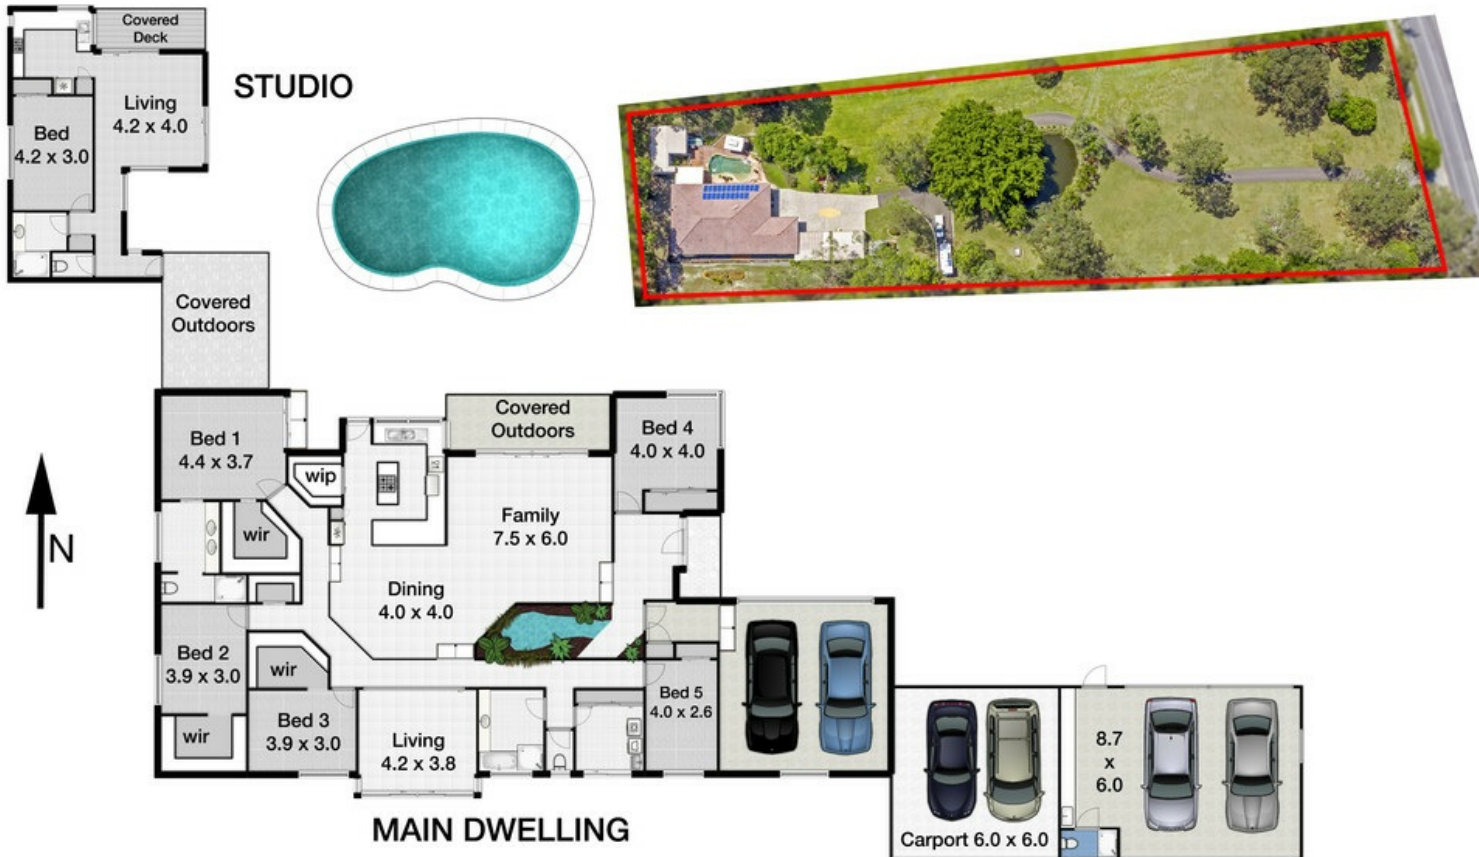 Covered
Deck
STUDIO
Living
4.2 x 4.0
Bed
4.2 x 3.0
Covered
Outdoors
N
Bed 1
4.4 x 3.7
wip
wir
Covered
Outdoors
Bed 4
4.0 x 4.0
Family
7.5 x 6.0
Dining
4.0 x 4.0
Bed 2
3.9 x 3.0
wir
wir
Bed 3
3.9 x 3.0
Living
4.2 x 3.8
Bed 5
4.0 x 2.6
8.7
x
6.0
Carport 6.0 x 6.0
MAIN DWELLING